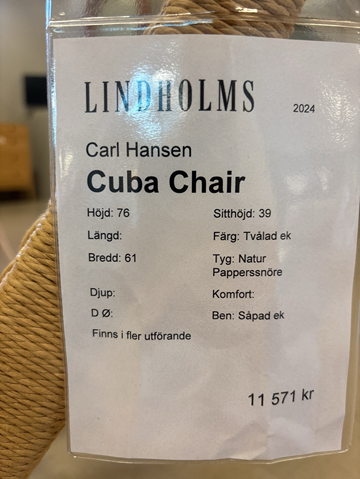 LINDHOLMS 2024
Carl Hansen
Cuba Chair
Höjd: 76 Sitthöjd: 39
Längd: Färg: Tvålad ek
Bredd: 61 Tyg: Natur
Papperssnöre
Djup: Komfort:
D Ø: Ben: Såpad ek
Finns i fler utförande
11 571 kr